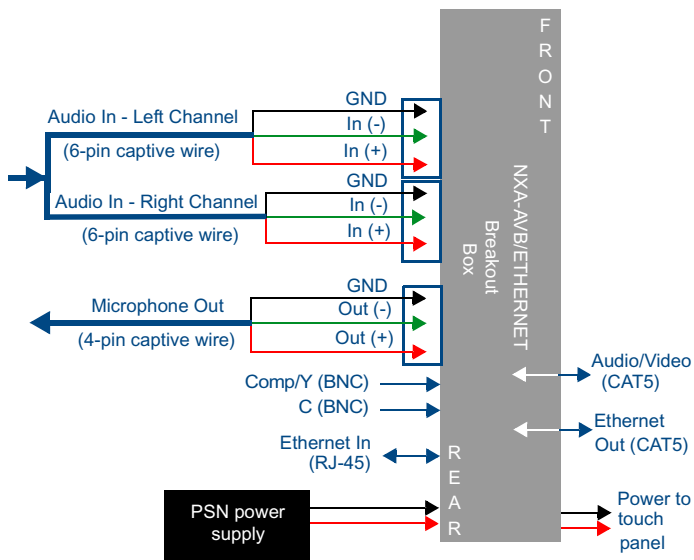 FRONT
GND
Audio In - Left Channel
In (-)
(6-pin captive wire)
In (+)
GND
Audio In - Right Channel
In (-)
(6-pin captive wire)
In (+)
NXA-AVB/ETHERNET
Breakout
Box
GND
Microphone Out
Out (-)
(4-pin captive wire)
Out (+)
Comp/Y (BNC)
C (BNC)
Audio/Video
(CAT5)
Ethernet
Out (CAT5)
Ethernet In
(RJ-45)
REAR
PSN power
supply
Power to
touch
panel